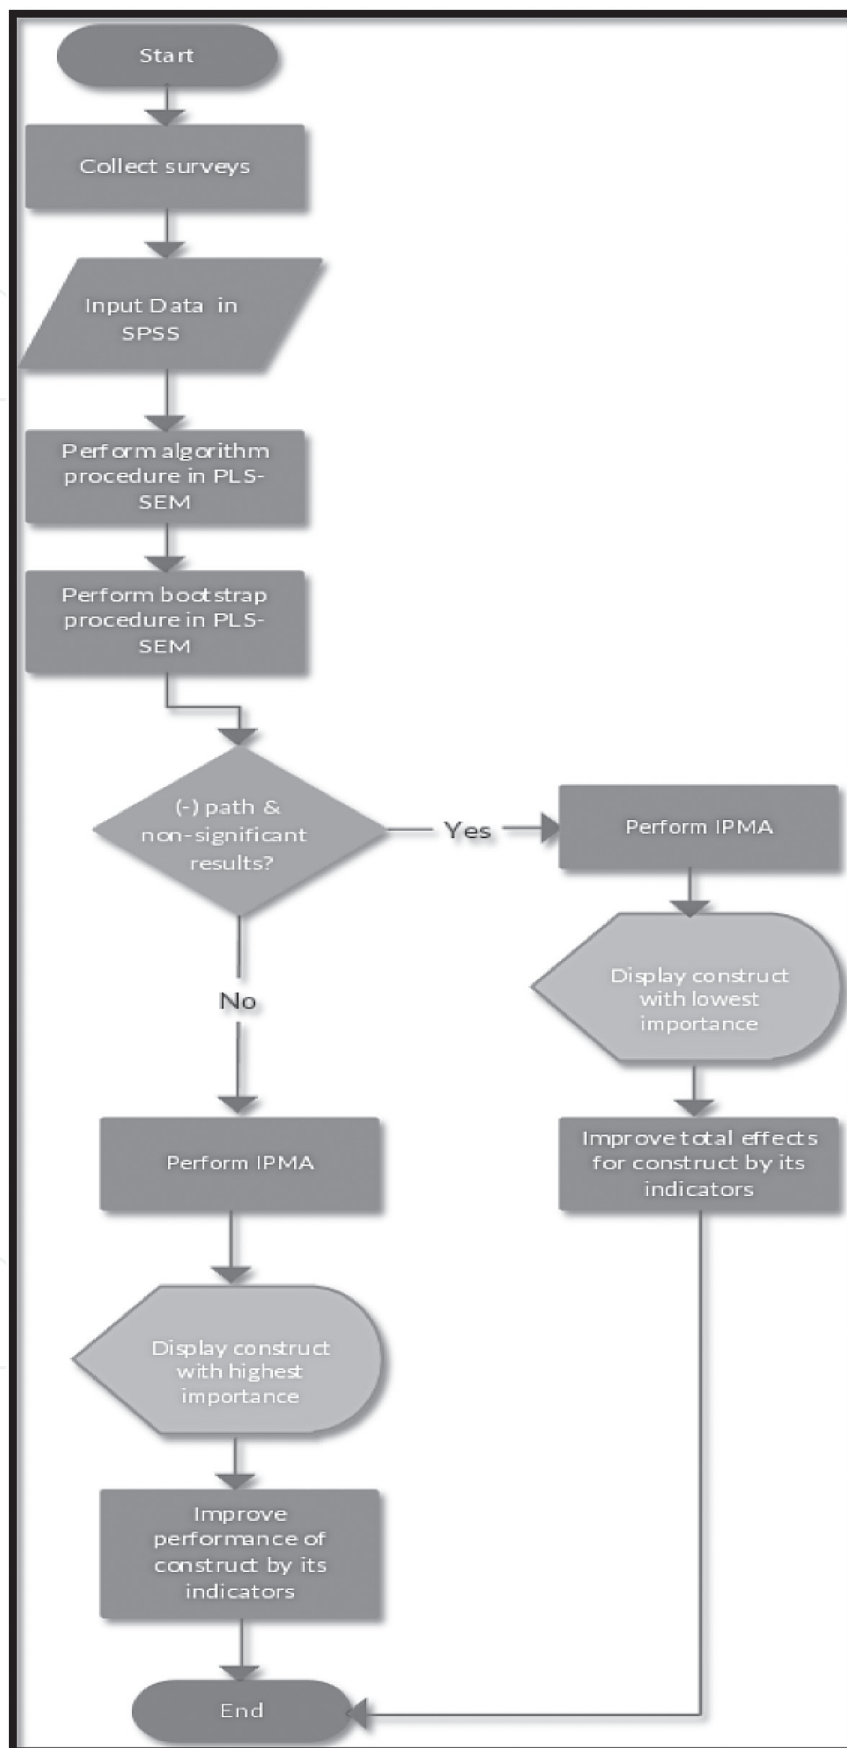 Start
Collect surveys
Input Data in
SPSS
Perform algorithm
procedure in PLS-
SEM
Perform bootstrap
procedure in PLS-
SEM
(-) path &
non-significant
results?
Yes
Perform IPMA
Display construct
with lowest
importance
Improve total effects
for construct by its
indicators
No
Perform IPMA
Display construct
with highest
importance
Improve
performance of
construct by its
indicators
End